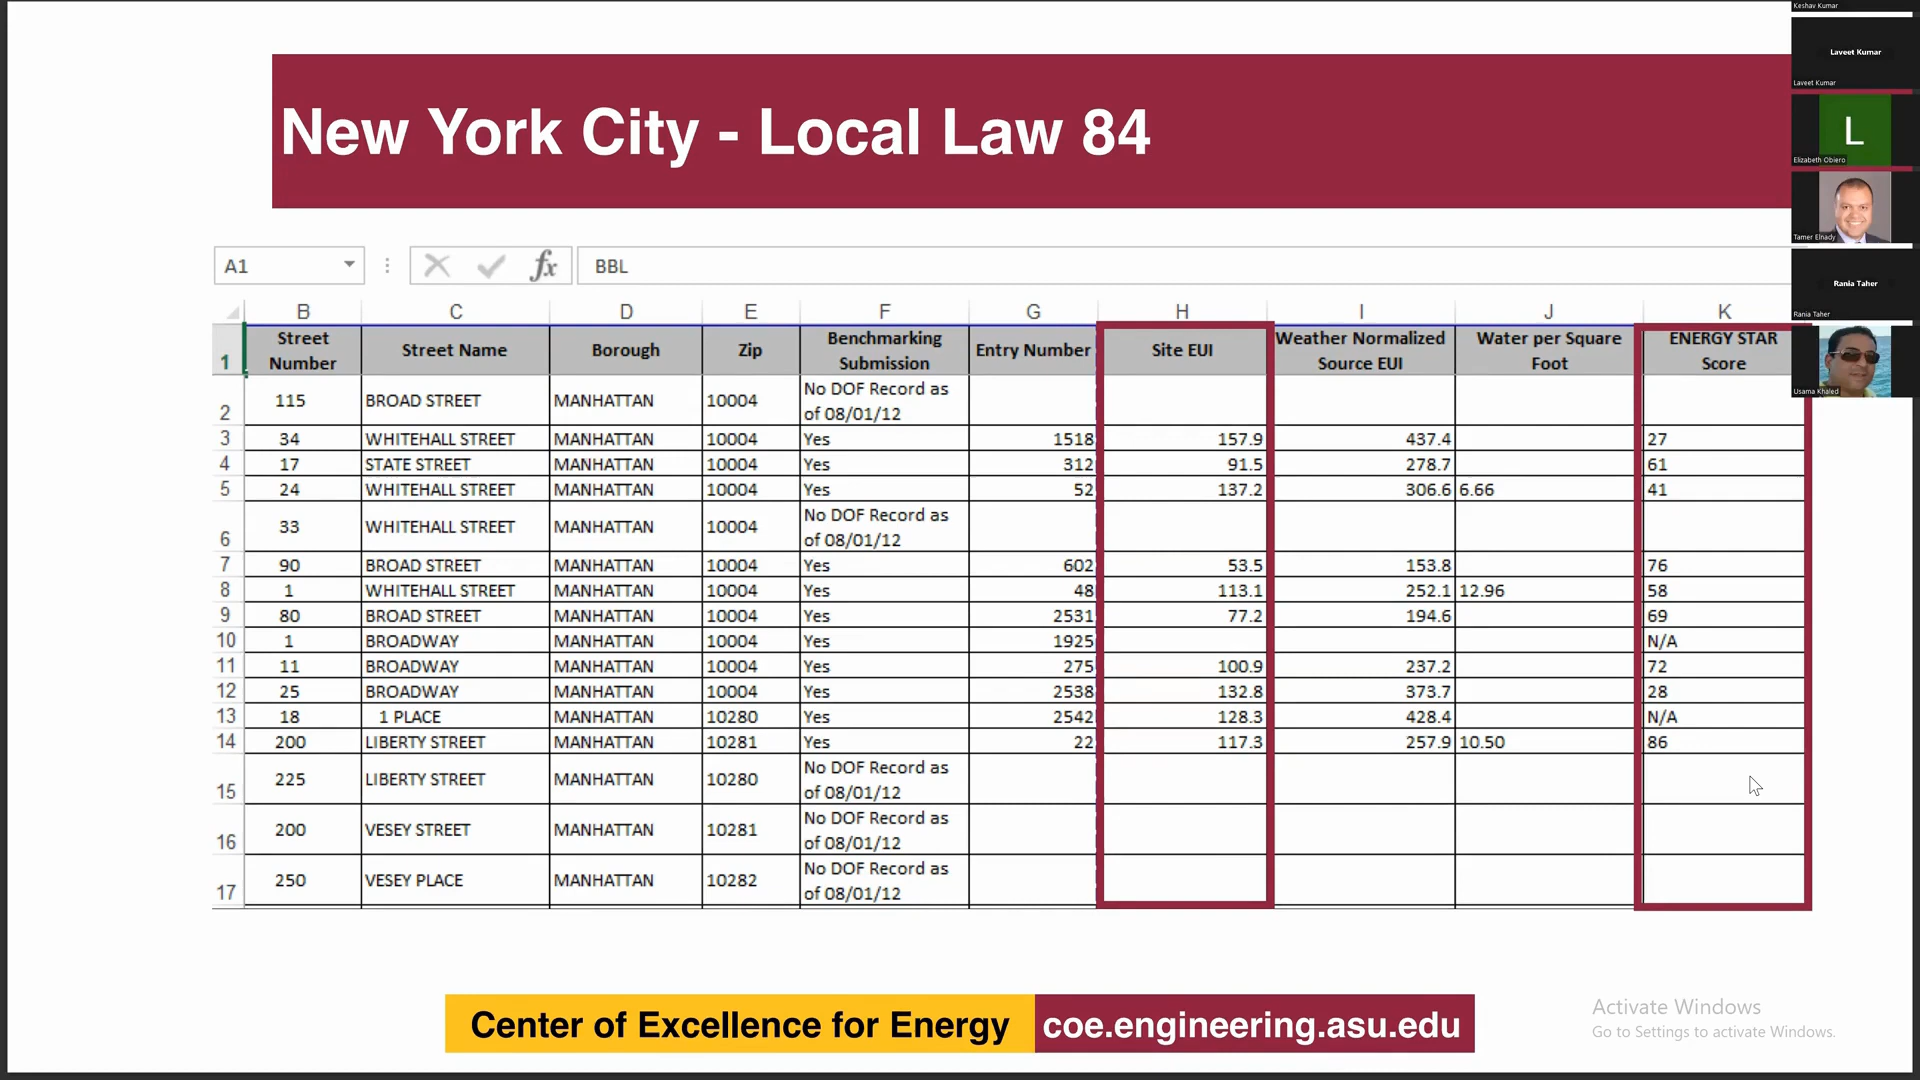 Keshav Kumar
Laveet Kumar
Laveet Kumar
L
Elizabeth Obiero
Tamer Elnady
Rania Taher
Rania Taher
Usama Khaled
New York City - Local Law 84
A1 fx BBL
B C D E F G H I J K
1 Street Number Street Name Borough Zip Benchmarking Submission Entry Number Site EUI Weather Normalized Source EUI Water per Square Foot ENERGY STAR Score
2 115 BROAD STREET MANHATTAN 10004 No DOF Record as of 08/01/12
3 34 WHITEHALL STREET MANHATTAN 10004 Yes 1518 157.9 437.4 27
4 17 STATE STREET MANHATTAN 10004 Yes 312 91.5 278.7 61
5 24 WHITEHALL STREET MANHATTAN 10004 Yes 52 137.2 306.6 6.66 41
6 33 WHITEHALL STREET MANHATTAN 10004 No DOF Record as of 08/01/12
7 90 BROAD STREET MANHATTAN 10004 Yes 602 53.5 153.8 76
8 1 WHITEHALL STREET MANHATTAN 10004 Yes 48 113.1 252.1 12.96 58
9 80 BROAD STREET MANHATTAN 10004 Yes 2531 77.2 194.6 69
10 1 BROADWAY MANHATTAN 10004 Yes 1925 N/A
11 11 BROADWAY MANHATTAN 10004 Yes 275 100.9 237.2 72
12 25 BROADWAY MANHATTAN 10004 Yes 2538 132.8 373.7 28
13 18 1 PLACE MANHATTAN 10280 Yes 2542 128.3 428.4 N/A
14 200 LIBERTY STREET MANHATTAN 10281 Yes 22 117.3 257.9 10.50 86
15 225 LIBERTY STREET MANHATTAN 10280 No DOF Record as of 08/01/12
16 200 VESEY STREET MANHATTAN 10281 No DOF Record as of 08/01/12
17 250 VESEY PLACE MANHATTAN 10282 No DOF Record as of 08/01/12
Center of Excellence for Energy coe.engineering.asu.edu
Activate Windows
Go to Settings to activate Windows.